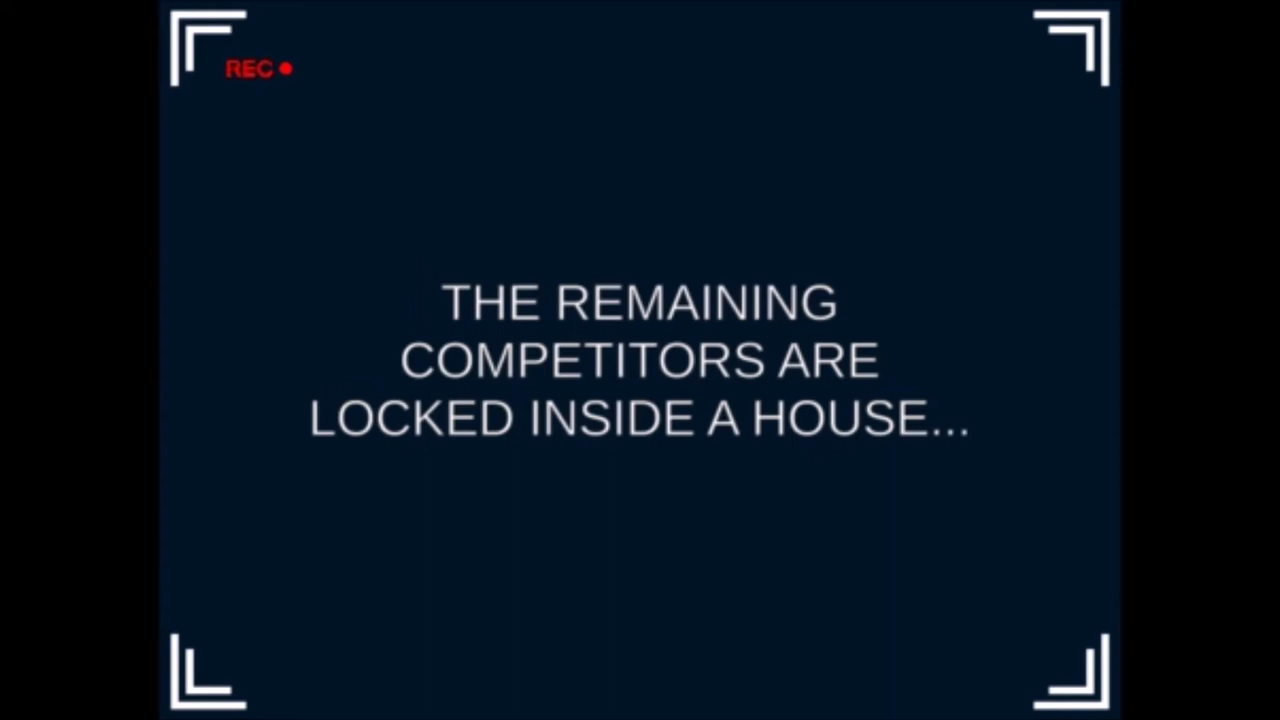 REC
THE REMAINING
COMPETITORS ARE
LOCKED INSIDE A HOUSE...